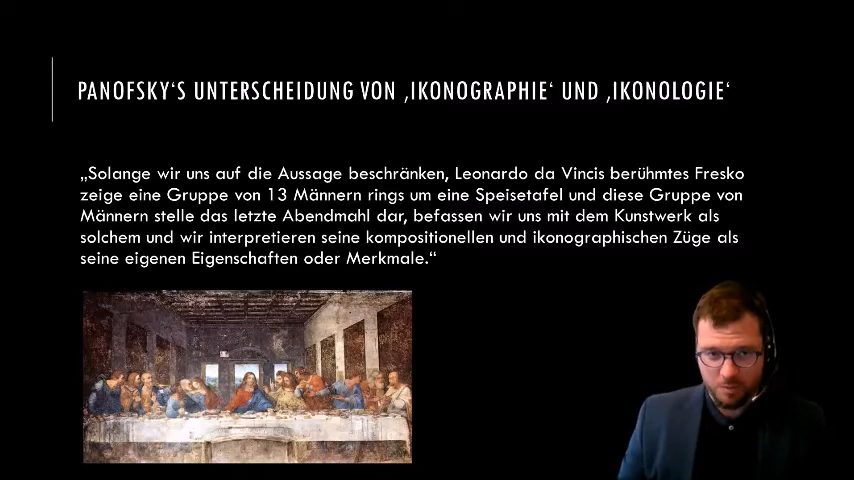 PANOFSKY‘S UNTERSCHEIDUNG VON ‚IKONOGRAPHIE‘ UND ‚IKONOLOGIE‘
„Solange wir uns auf die Aussage beschränken, Leonardo da Vincis berühmtes Fresko
zeige eine Gruppe von 13 Männern rings um eine Speisetafel und diese Gruppe von
Männern stelle das letzte Abendmahl dar, befassen wir uns mit dem Kunstwerk als
solchem und wir interpretieren seine kompositionellen und ikonographischen Züge als
seine eigenen Eigenschaften oder Merkmale.“